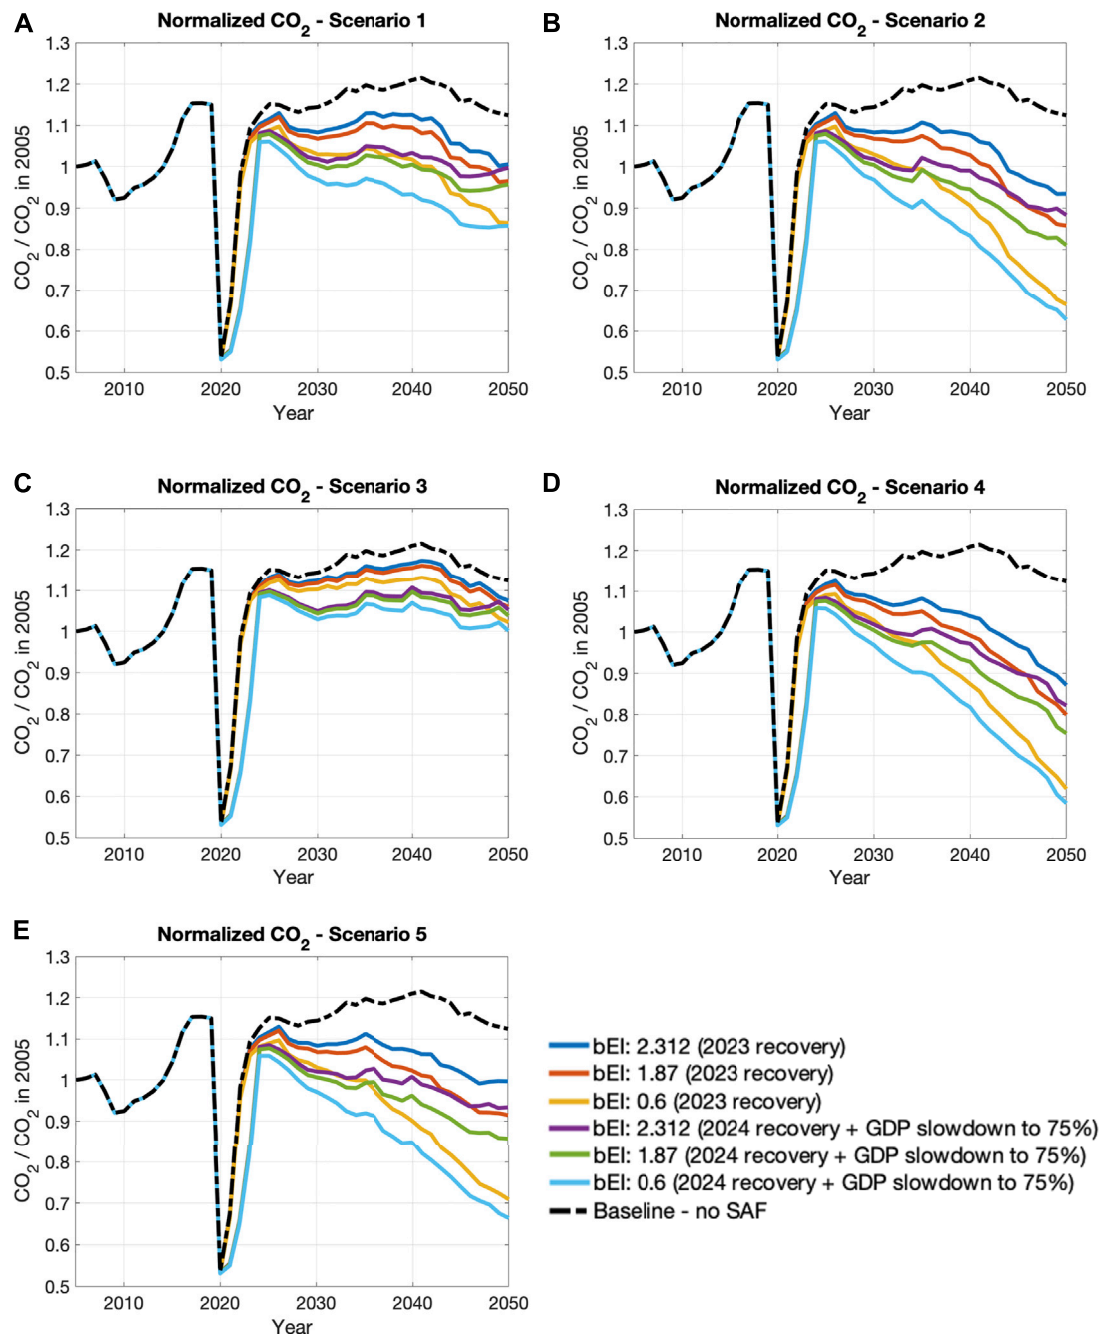 A
Normalized CO2 - Scenario 1
1.3
1.2
1.1
1
0.9
0.8
0.7
0.6
0.5
CO2 / CO2 in 2005
2010 2020 2030 2040 2050
Year
B
Normalized CO2 - Scenario 2
1.3
1.2
1.1
1
0.9
0.8
0.7
0.6
0.5
CO2 / CO2 in 2005
2010 2020 2030 2040 2050
Year
C
Normalized CO2 - Scenario 3
1.3
1.2
1.1
1
0.9
0.8
0.7
0.6
0.5
CO2 / CO2 in 2005
2010 2020 2030 2040 2050
Year
D
Normalized CO2 - Scenario 4
1.3
1.2
1.1
1
0.9
0.8
0.7
0.6
0.5
CO2 / CO2 in 2005
2010 2020 2030 2040 2050
Year
E
Normalized CO2 - Scenario 5
1.3
1.2
1.1
1
0.9
0.8
0.7
0.6
0.5
CO2 / CO2 in 2005
2010 2020 2030 2040 2050
Year
bEI: 2.312 (2023 recovery)
bEI: 1.87 (2023 recovery)
bEI: 0.6 (2023 recovery)
bEI: 2.312 (2024 recovery + GDP slowdown to 75%)
bEI: 1.87 (2024 recovery + GDP slowdown to 75%)
bEI: 0.6 (2024 recovery + GDP slowdown to 75%)
Baseline - no SAF